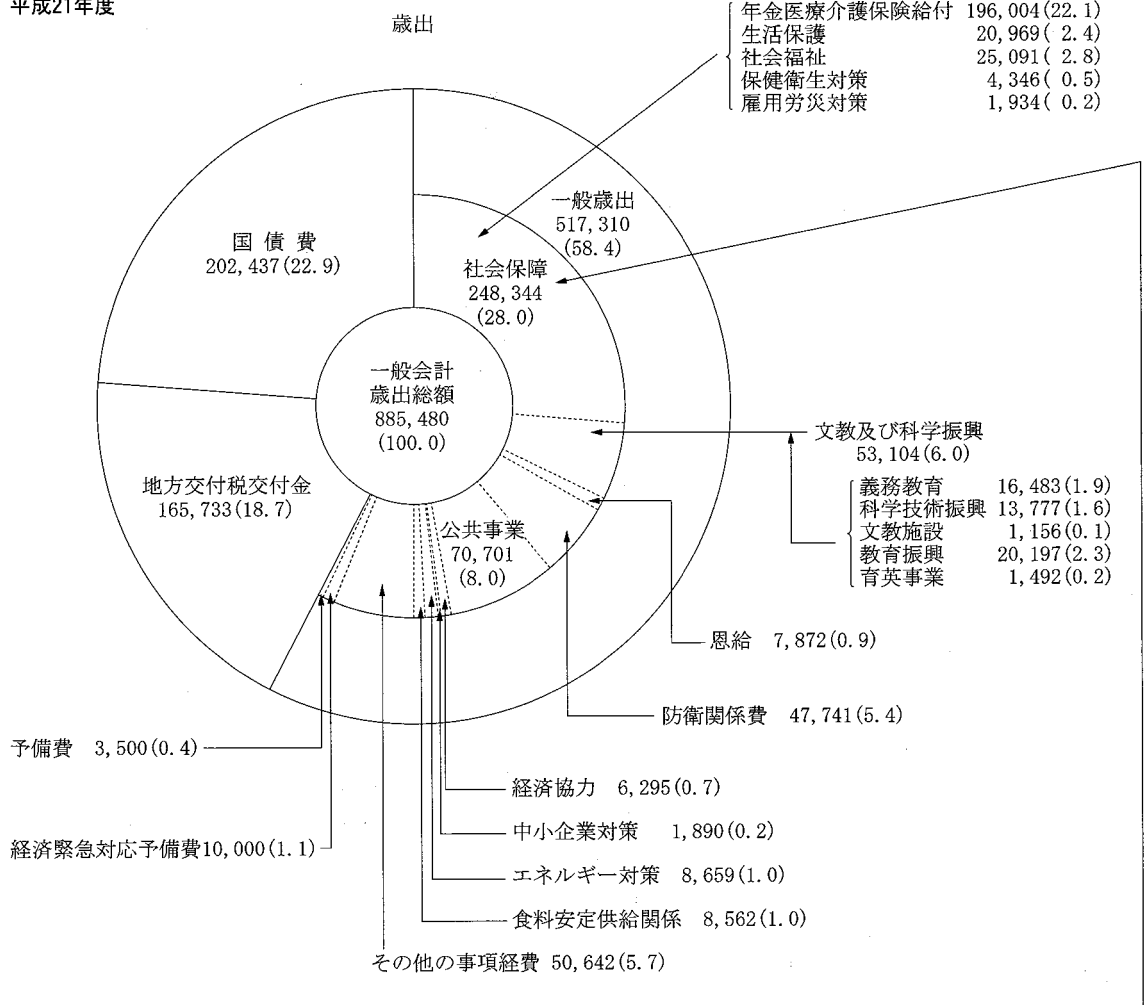 平成21年度
歳出
年金医療介護保険給付 196,004(22.1)
生活保護 20,969( 2.4)
社会福祉 25,091( 2.8)
保健衛生対策 4,346( 0.5)
雇用労災対策 1,934( 0.2)
一般歳出
517,310
(58.4)
国債費
202,437(22.9)
社会保障
248,344
(28.0)
一般会計
歳出総額
885,480
(100.0)
文教及び科学振興
53,104(6.0)
義務教育 16,483(1.9)
科学技術振興 13,777(1.6)
文教施設 1,156(0.1)
教育振興 20,197(2.3)
育英事業 1,492(0.2)
地方交付税交付金
165,733(18.7)
公共事業
70,701
(8.0)
恩給 7,872(0.9)
防衛関係費 47,741(5.4)
予備費 3,500(0.4)
経済協力 6,295(0.7)
中小企業対策 1,890(0.2)
経済緊急対応予備費10,000(1.1)
エネルギー対策 8,659(1.0)
食料安定供給関係 8,562(1.0)
その他の事項経費 50,642(5.7)